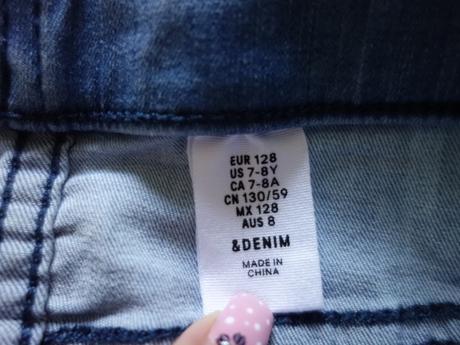 EUR 128
US 7-8Y
CA 7-8A
CN 130/59
MX 128
AUS 8
&DENIM
MADE IN
CHINA